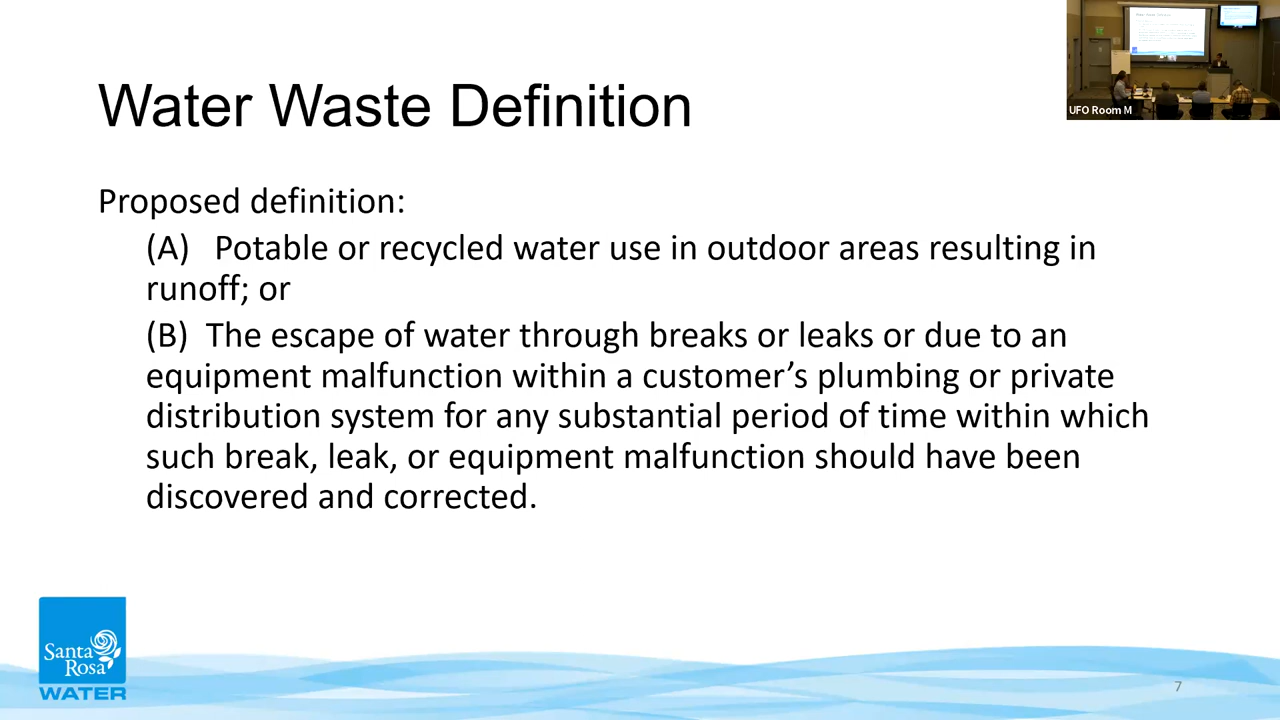 Water Waste Definition
UFO Room M
Proposed definition:
(A) Potable or recycled water use in outdoor areas resulting in
runoff; or
(B) The escape of water through breaks or leaks or due to an
equipment malfunction within a customer's plumbing or private
distribution system for any substantial period of time within which
such break, leak, or equipment malfunction should have been
discovered and corrected.
Santa
Rosa
WATER
7